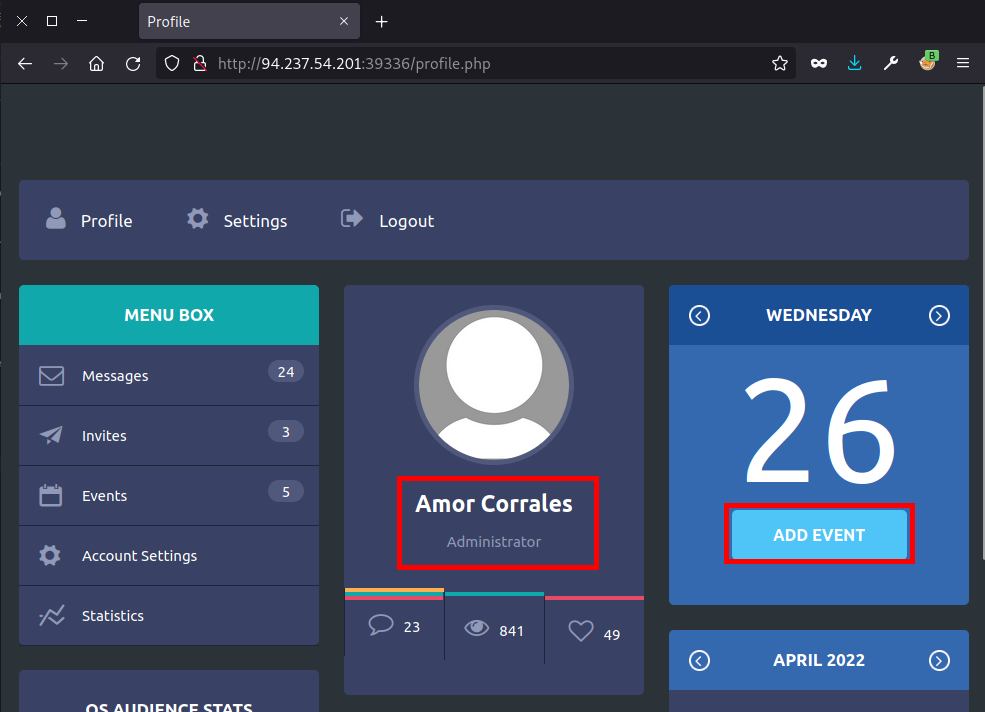 Profile
http://94.237.54.201:39336/profile.php
B
Profile
Settings
Logout
MENU BOX
Messages
24
Invites
3
Events
5
Account Settings
Statistics
OS AUDIENCE STATS
Amor Corrales
Administrator
23
841
49
WEDNESDAY
26
ADD EVENT
APRIL 2022